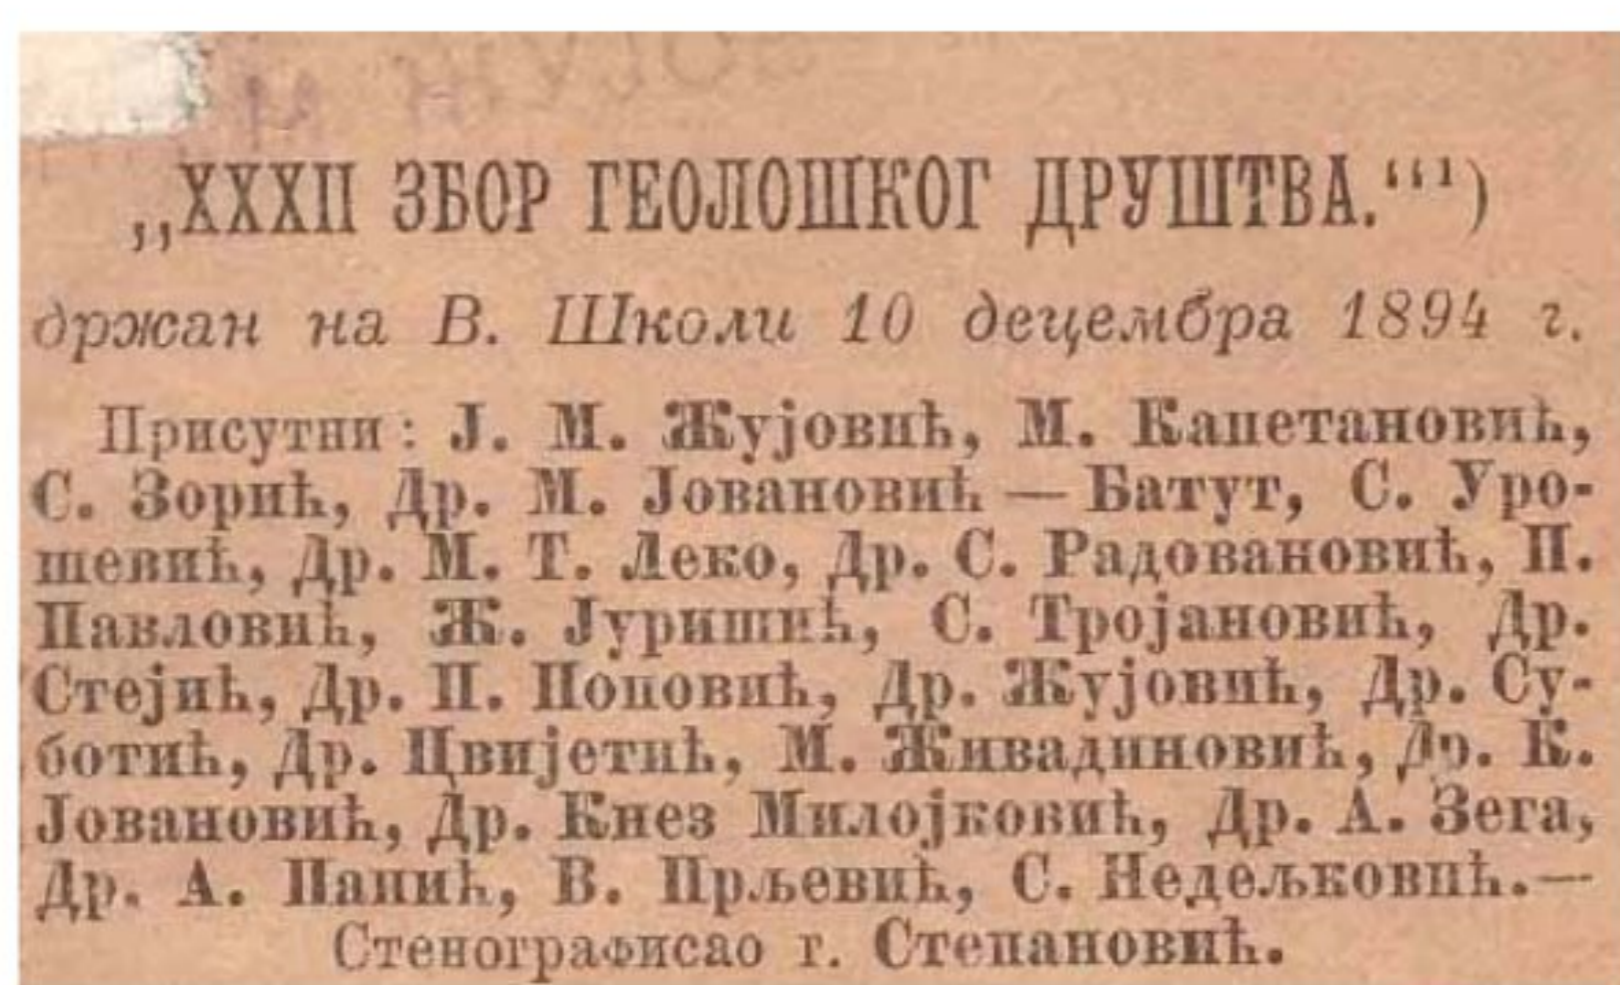 „XXXII ЗБОР ГЕОЛОШКОГ ДРУШТВА.“¹)
држан на В. Школи 10 децембра 1894 г.
Присутни: Ј. М. Жујовић, М. Капетановић,
С. Зорић, Др. М. Јовановић — Батут, С. Уро-
шевић, Др. М. Т. Леко, Др. С. Радовановић, П.
Павловић, Ж. Јуришић, С. Тројановић, Др.
Стејић, Др. П. Поповић, Др. Жујовић, Др. Су-
ботић, Др. Цвијетић, М. Живадиновић, Др. К.
Јовановић, Др. Кнез Милојковић, Др. А. Зега,
Др. А. Папић, В. Прљевић, С. Недељковић.—
Стенографисао г. Степановић.